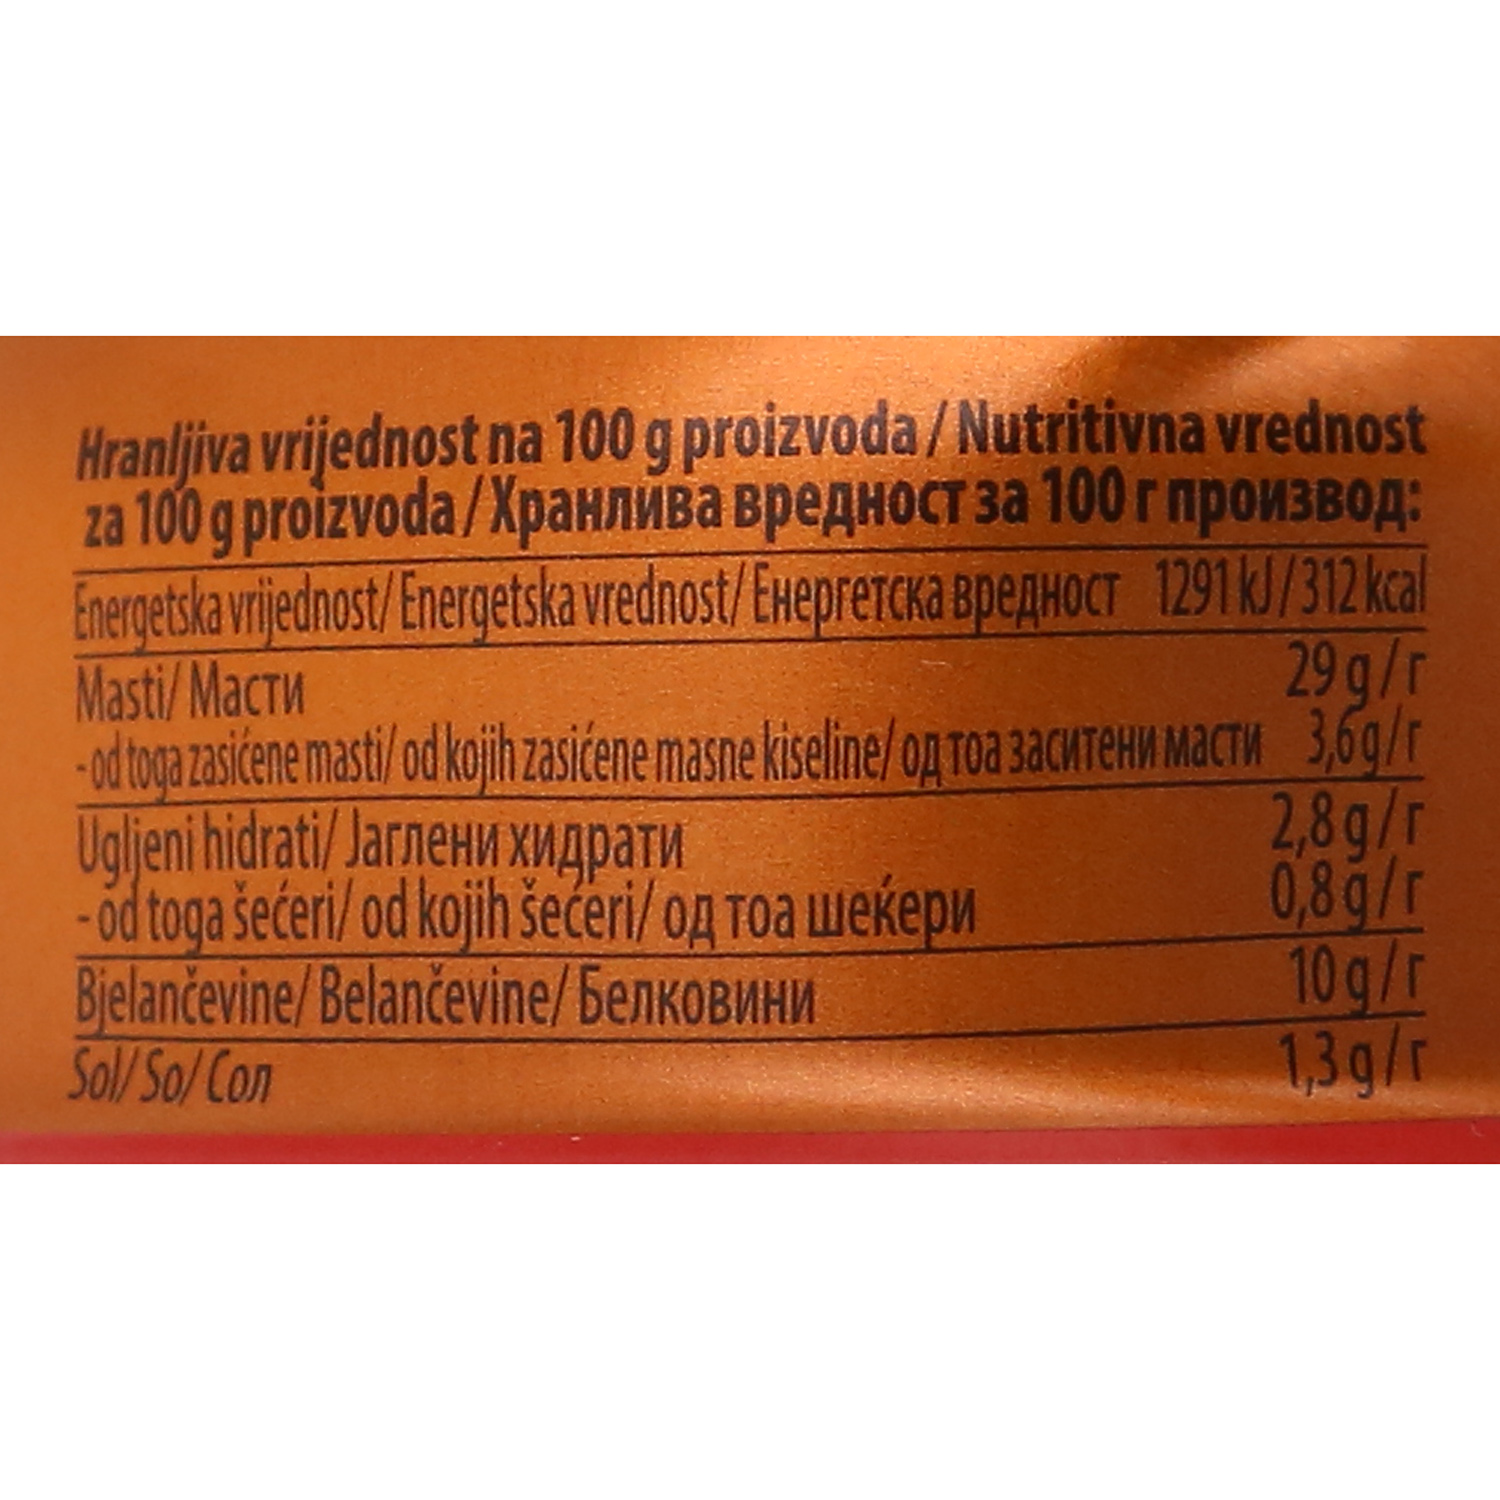 Hranljiva vrijednost na 100 g proizvoda / Nutritivna vrednost
za 100 g proizvoda / Хранлива вредност за 100 г производ:
Energetska vrijednost/ Energetska vrednost/ Енергетска вредност 1291 kJ / 312 kcal
Masti/ Масти 29 g / г
- od toga zasićene masti/ od kojih zasićene masne kiseline/ од тоа заситени масти 3,6 g / г
Ugljeni hidrati/ Јаглени хидрати 2,8 g / г
- od toga šećeri/ od kojih šećeri/ од тоа шеќери 0,8 g / г
Bjelančevine/ Belančevine/ Белковини 10 g / г
Sol/ So/ Сол 1,3 g / г